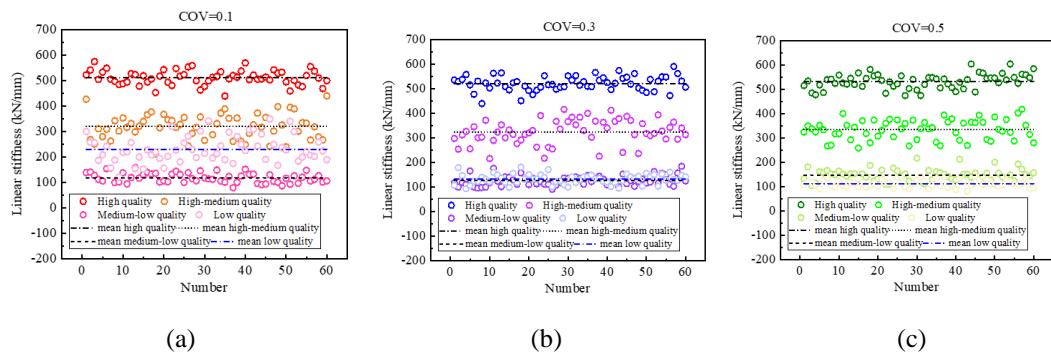 COV=0.1
Linear stiffness (kN/mm)
700
600
500
400
300
200
100
0
-100
-200
High quality
High-medium quality
Medium-low quality
Low quality
mean high quality
mean high-medium quality
mean medium-low quality
mean low quality
0 10 20 30 40 50 60
Number
(a)
COV=0.3
Linear stiffness (kN/mm)
700
600
500
400
300
200
100
0
-100
-200
High quality
High-medium quality
Medium-low quality
Low quality
mean high quality
mean high-medium quality
mean medium-low quality
mean low quality
0 10 20 30 40 50 60
Number
(b)
COV=0.5
Linear stiffness (kN/mm)
700
600
500
400
300
200
100
0
-100
-200
High quality
High-medium quality
Medium-low quality
Low quality
mean high quality
mean high-medium quality
mean medium-low quality
mean low quality
0 10 20 30 40 50 60
Number
(c)